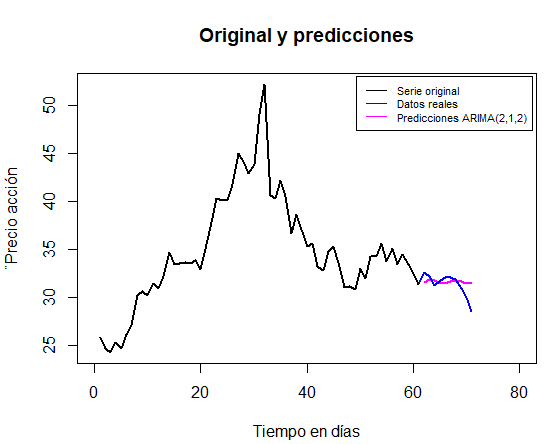 Original y predicciones
Serie original
Datos reales
Predicciones ARIMA(2,1,2)
50
45
40
35
30
25
"Precio acción
0 20 40 60 80
Tiempo en días